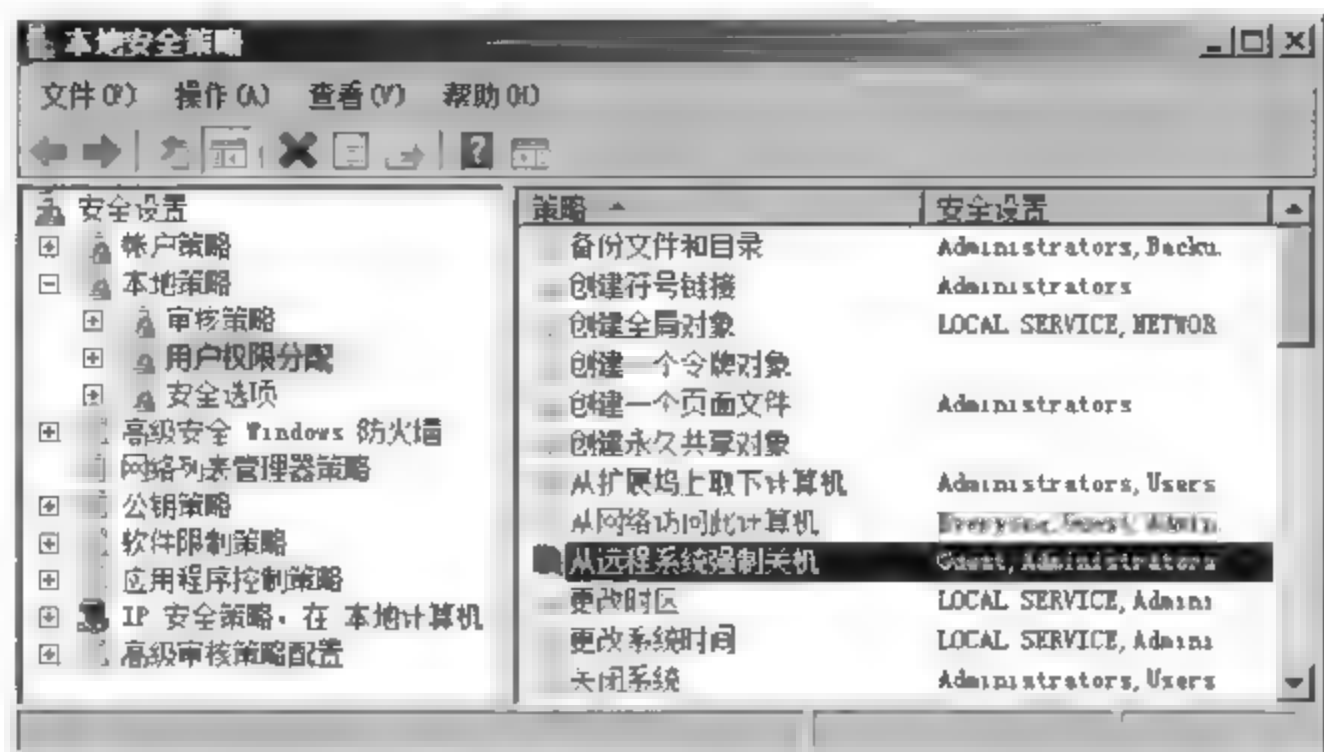 本地安全策略
文件(F) 操作(A) 查看(V) 帮助(H)
安全设置
帐户策略
本地策略
审核策略
用户权限分配
安全选项
高级安全 Windows 防火墙
网络列表管理器策略
公钥策略
软件限制策略
应用程序控制策略
IP 安全策略，在 本地计算机
高级审核策略配置
策略 安全设置
备份文件和目录 Administrators, Backu.
创建符号链接 Administrators
创建全局对象 LOCAL SERVICE, NETWOR
创建一个令牌对象
创建一个页面文件 Administrators
创建永久共享对象
从扩展坞上取下计算机 Administrators, Users
从网络访问此计算机 Everyone, Guest, Admin.
从远程系统强制关机 Guest, Administrators
更改时区 LOCAL SERVICE, Admini
更改系统时间 LOCAL SERVICE, Admini
关闭系统 Administrators, Users